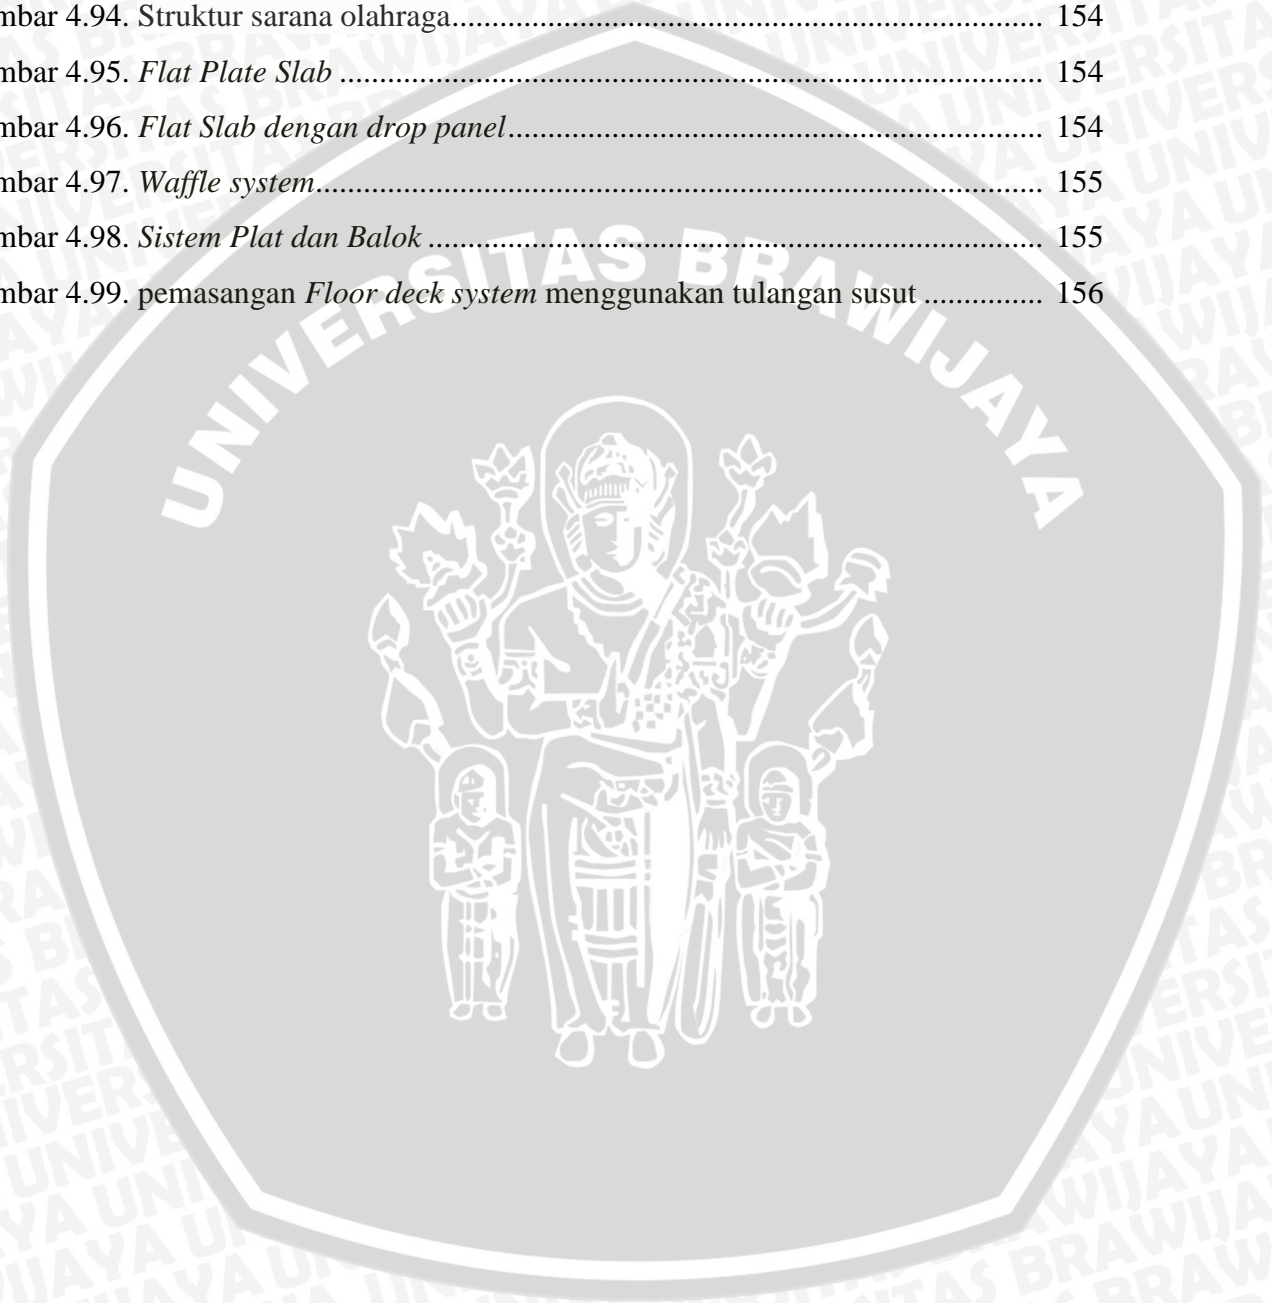 mbar 4.94. Struktur sarana olahraga.......................................................................... 154
mbar 4.95. Flat Plate Slab ........................................................................................ 154
mbar 4.96. Flat Slab dengan drop panel................................................................... 154
mbar 4.97. Waffle system........................................................................................... 155
mbar 4.98. Sistem Plat dan Balok ............................................................................. 155
mbar 4.99. pemasangan Floor deck system menggunakan tulangan susut ............... 156
UNIVERSITAS BRAWIJAYA